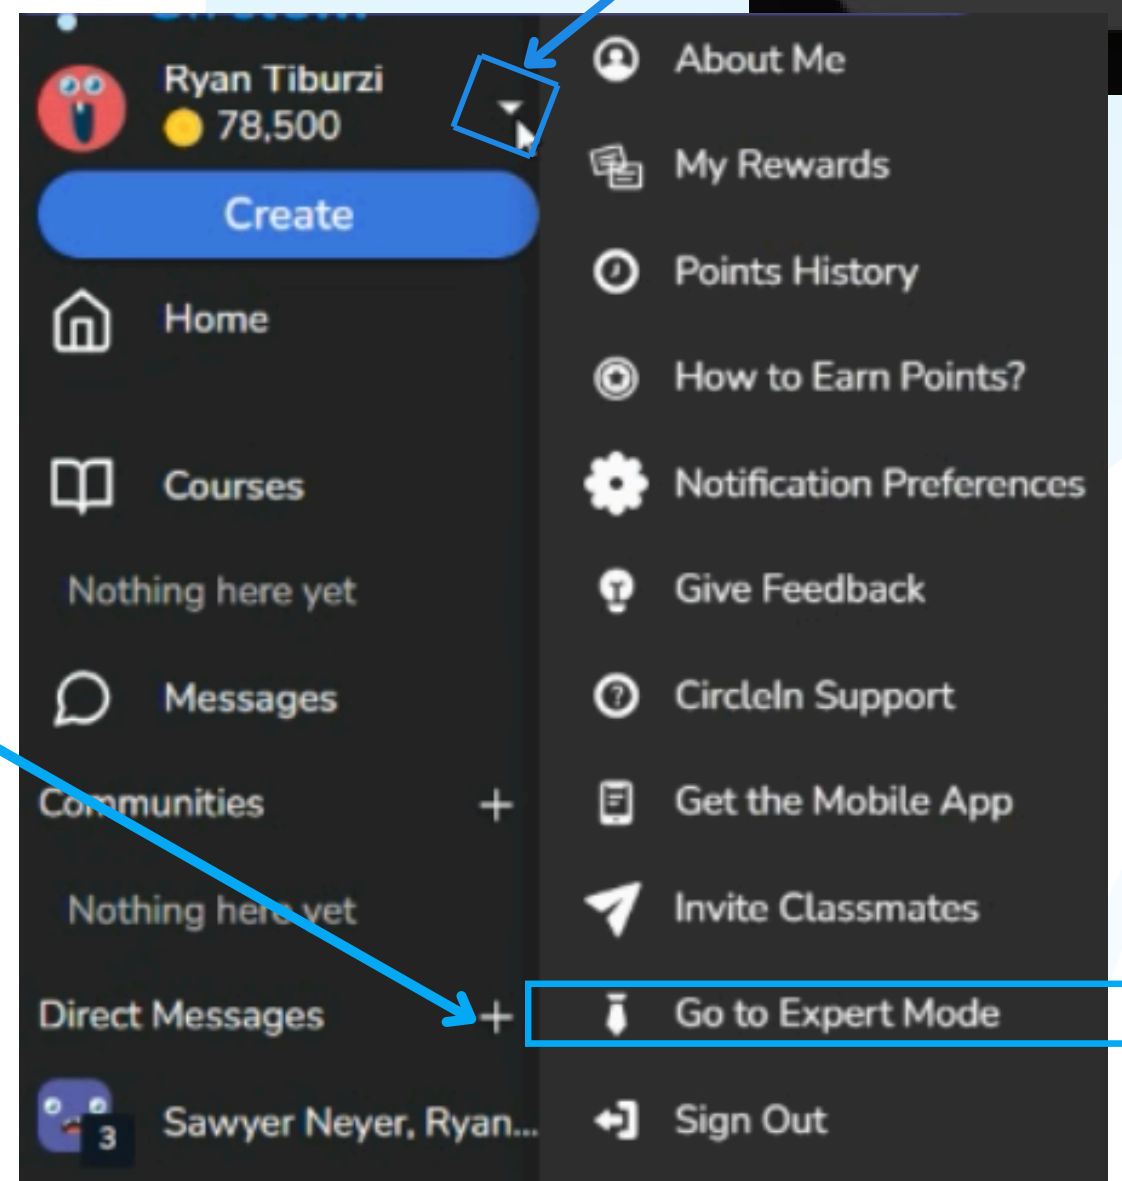 Ryan Tiburzi
78,500
Create
Home
Courses
Nothing here yet
Messages
Communities
Nothing here yet
Direct Messages
3
Sawyer Neyer, Ryan...
About Me
My Rewards
Points History
How to Earn Points?
Notification Preferences
Give Feedback
CircleIn Support
Get the Mobile App
Invite Classmates
Go to Expert Mode
Sign Out